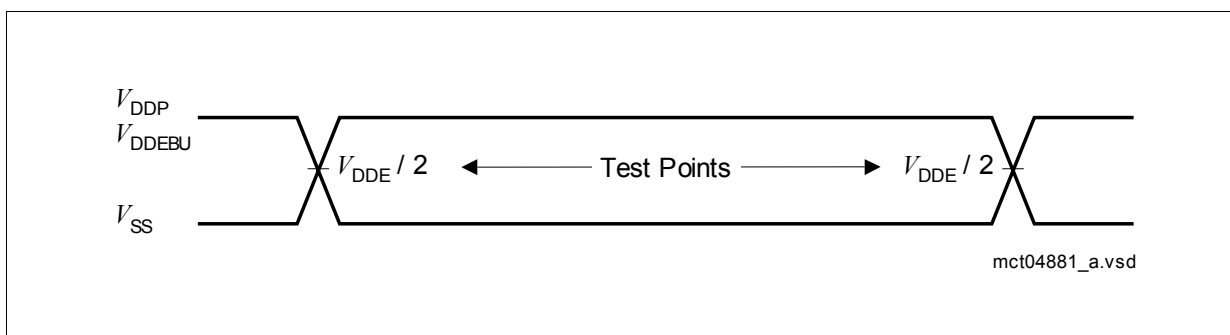 VDDP
VDDEBU
VDDE / 2 Test Points VDDE / 2
VSS
mct04881_a.vsd